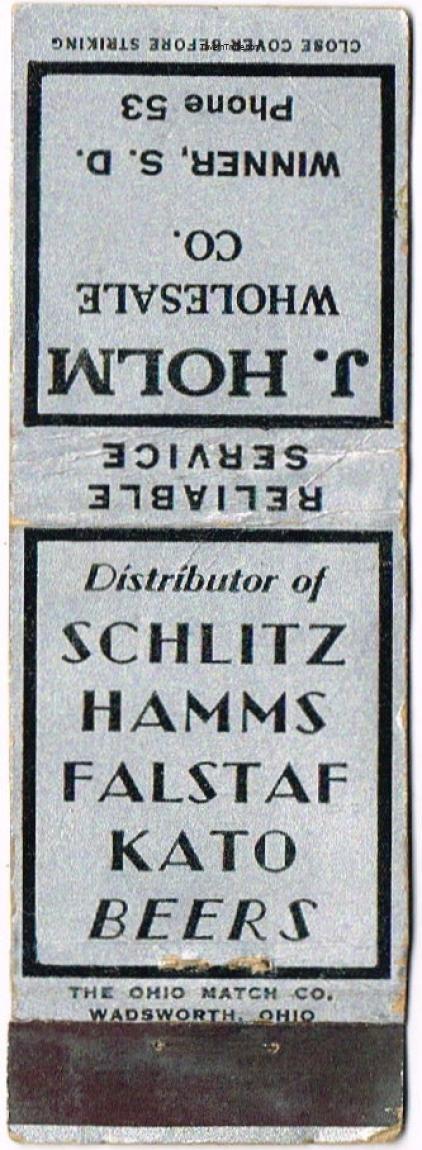 CLOSE COVER BEFORE STRIKING
J. HOLM
WHOLESALE
CO.
WINNER, S. D.
Phone 53
RELIABLE
SERVICE
Distributor of
SCHLITZ
HAMMS
FALSTAF
KATO
BEERS
THE OHIO MATCH CO.
WADSWORTH, OHIO